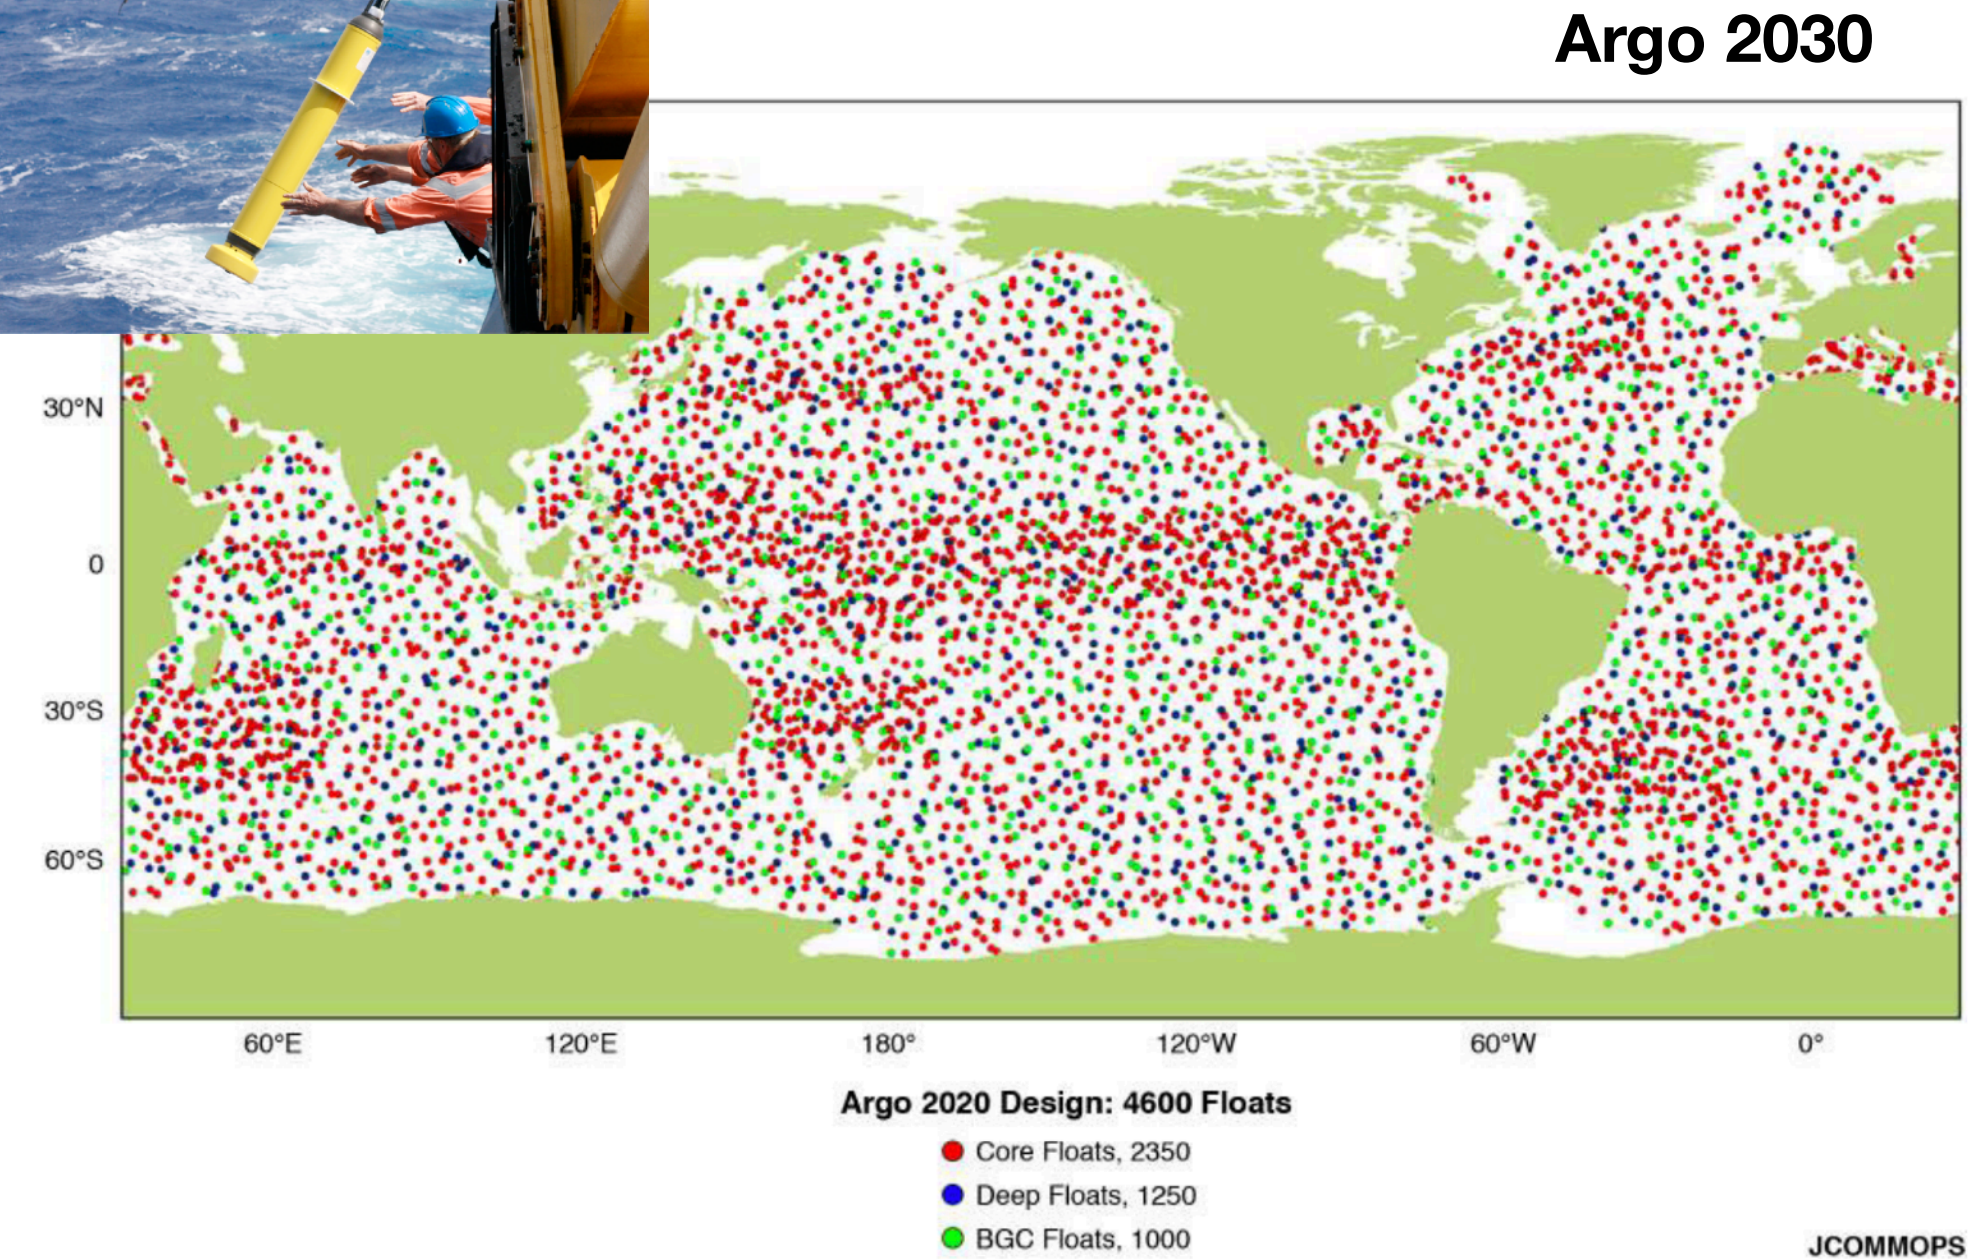 Argo 2030
30°N
0
30°S
60°S
60°E 120°E 180° 120°W 60°W 0°
Argo 2020 Design: 4600 Floats
Core Floats, 2350
Deep Floats, 1250
BGC Floats, 1000
JCOMMOPS